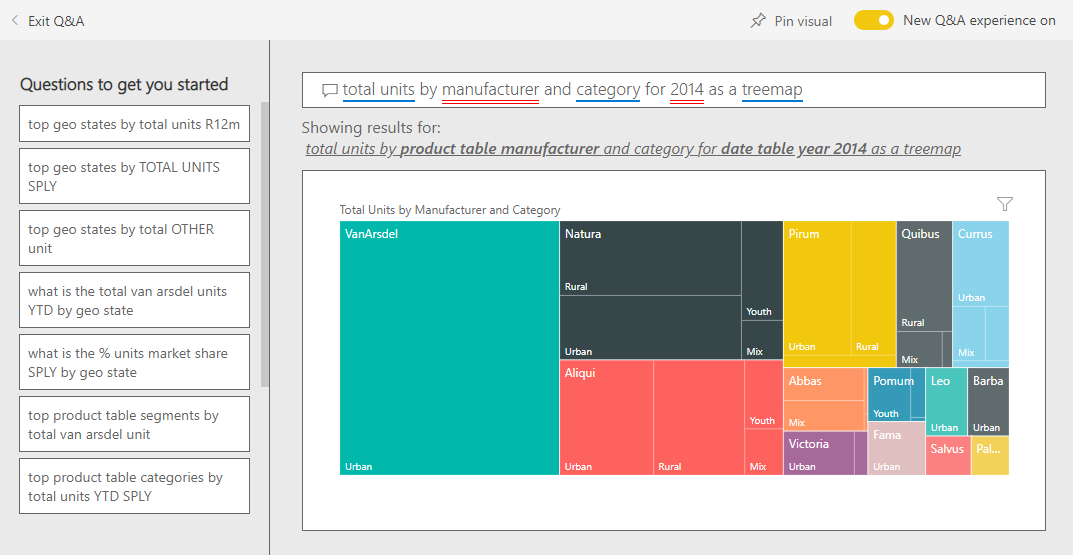 Exit Q&A
Pin visual
New Q&A experience on
Questions to get you started
top geo states by total units R12m
top geo states by TOTAL UNITS
SPLY
top geo states by total OTHER
unit
what is the total van arsdel units
YTD by geo state
what is the % units market share
SPLY by geo state
top product table segments by
total van arsdel unit
top product table categories by
total units YTD SPLY
total units by manufacturer and category for 2014 as a treemap
Showing results for:
total units by product table manufacturer and category for date table year 2014 as a treemap
Total Units by Manufacturer and Category
VanArsdel
Urban
Natura
Rural
Urban
Youth
Mix
Aliqui
Urban
Rural
Youth
Mix
Pirum
Urban
Rural
Quibus
Rural
Mix
Currus
Urban
Mix
Abbas
Mix
Victoria
Urban
Pomum
Youth
Fama
Urban
Leo
Urban
Barba
Urban
Salvus
Pal...